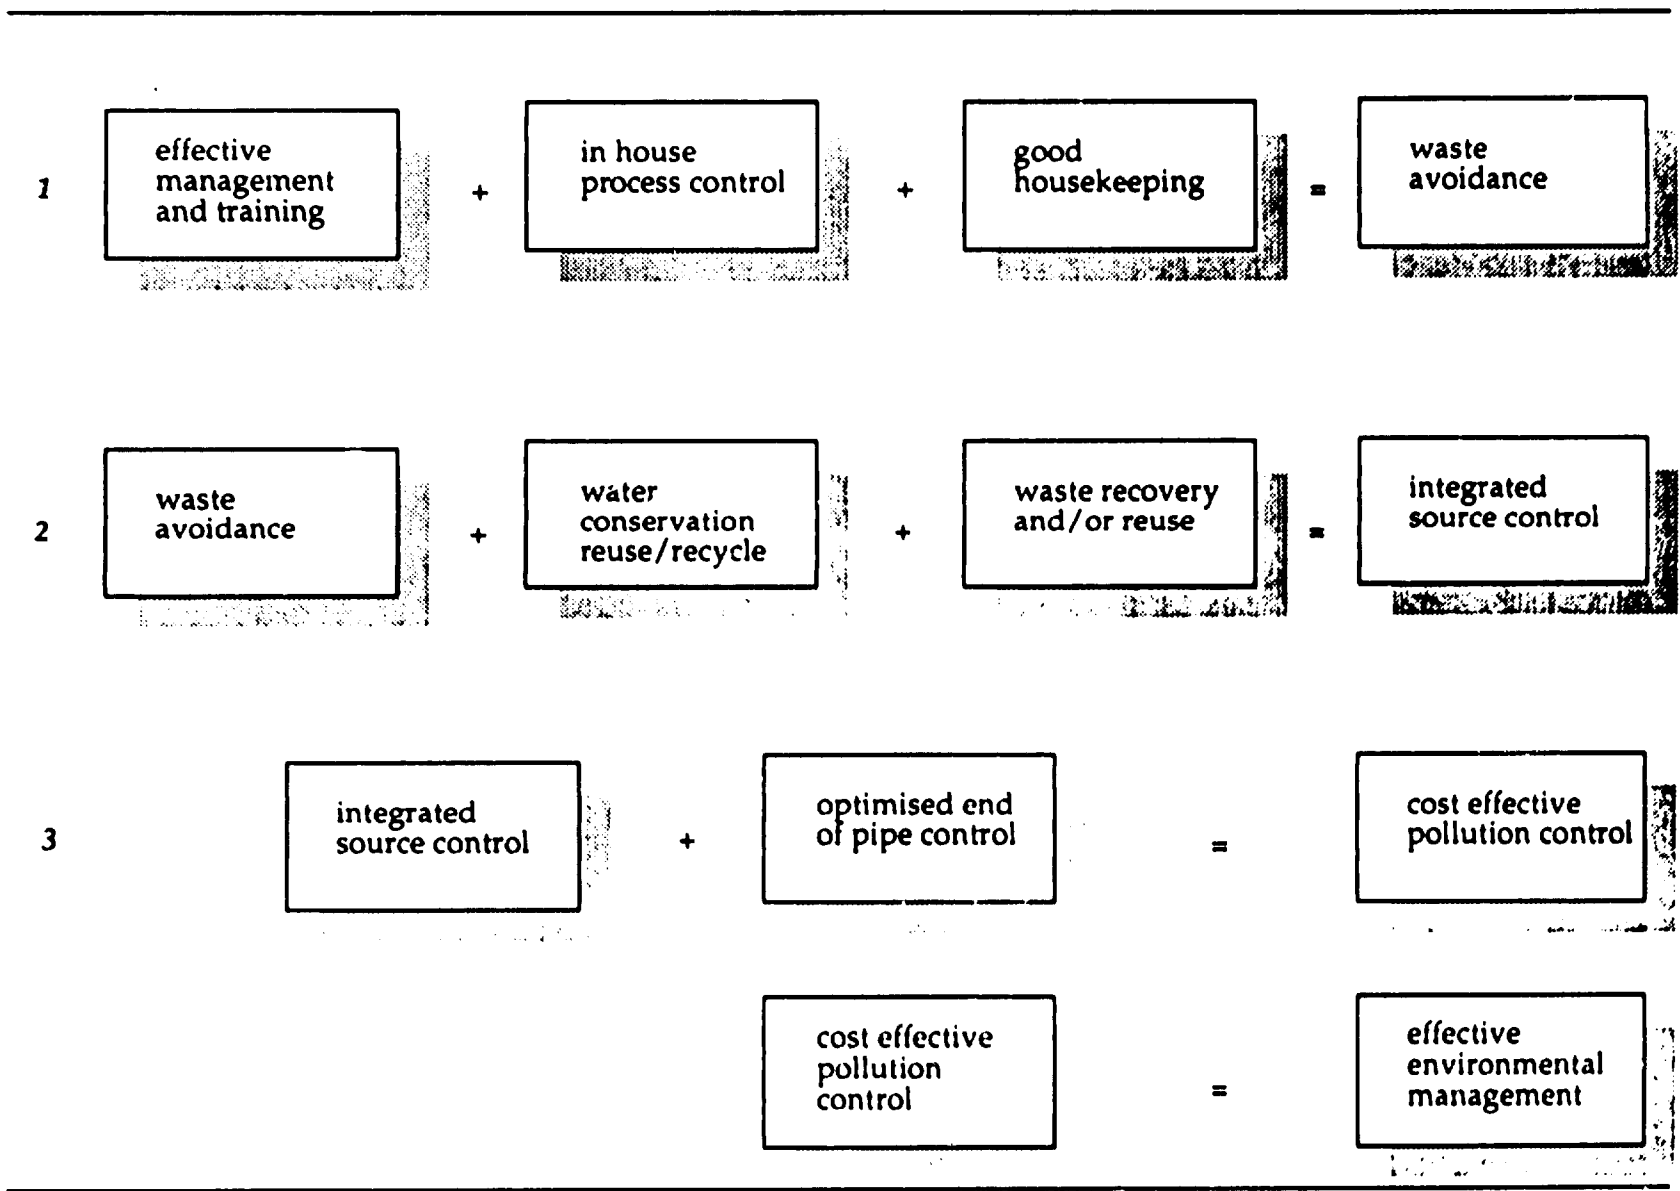 1
effective
management
and training
+
in house
process control
+
good
housekeeping
=
waste
avoidance
2
waste
avoidance
+
water
conservation
reuse/recycle
+
waste recovery
and/or reuse
=
integrated
source control
3
integrated
source control
+
optimised end
of pipe control
=
cost effective
pollution control
cost effective
pollution
control
=
effective
environmental
management